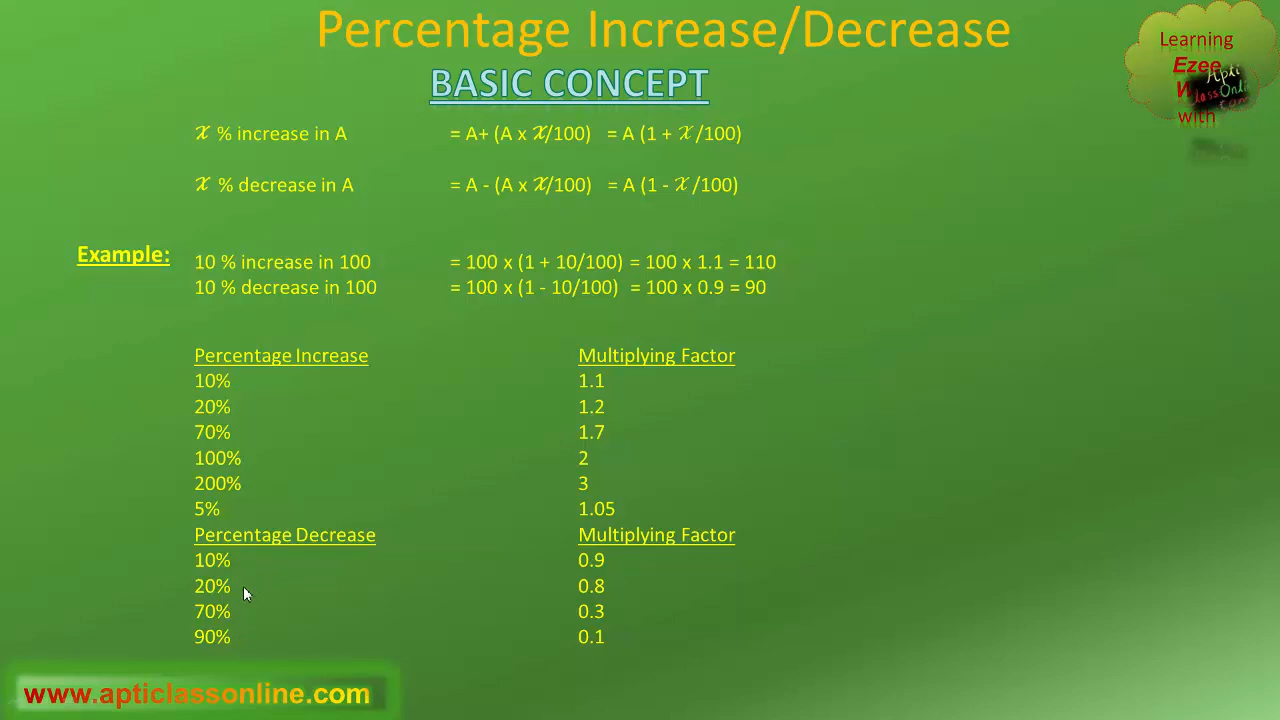 Percentage Increase/Decrease
BASIC CONCEPT
Learning
Ezee
W
with
Apti
Class Onl
𝓧 % increase in A = A+ (A x 𝓧/100) = A (1 + 𝓧 /100)
𝓧 % decrease in A = A - (A x 𝓧/100) = A (1 - 𝓧 /100)
Example:
10 % increase in 100 = 100 x (1 + 10/100) = 100 x 1.1 = 110
10 % decrease in 100 = 100 x (1 - 10/100) = 100 x 0.9 = 90
Percentage Increase Multiplying Factor
10% 1.1
20% 1.2
70% 1.7
100% 2
200% 3
5% 1.05
Percentage Decrease Multiplying Factor
10% 0.9
20% 0.8
70% 0.3
90% 0.1
www.apticlassonline.com